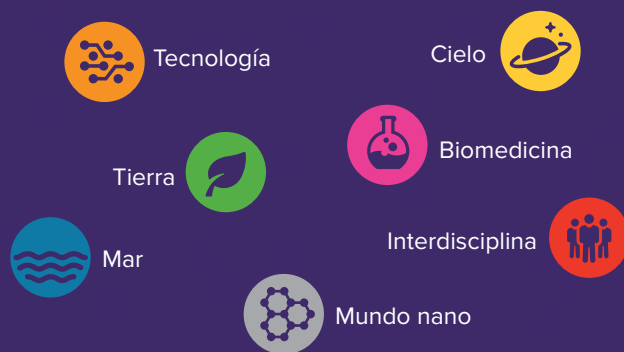 Tecnología
Cielo
Biomedicina
Tierra
Interdisciplina
Mar
Mundo nano